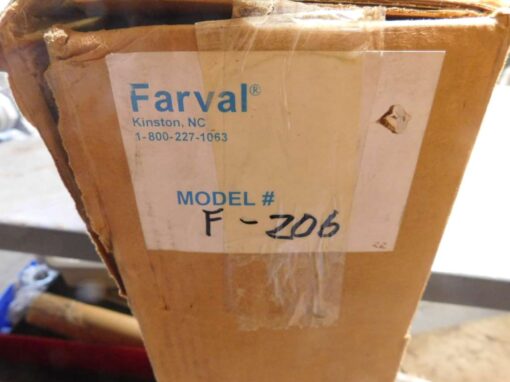 Farval®
Kinston, NC
1-800-227-1063
MODEL #
F-206